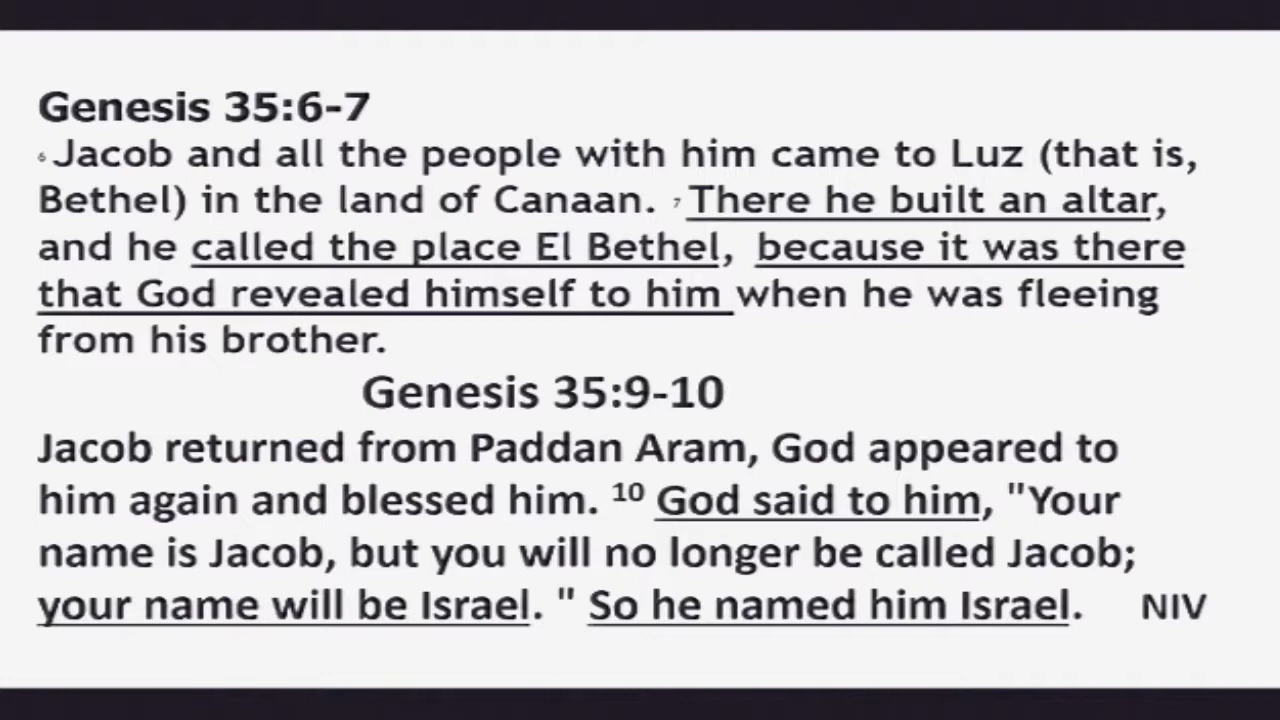 Genesis 35:6-7
6 Jacob and all the people with him came to Luz (that is,
Bethel) in the land of Canaan. 7 There he built an altar,
and he called the place El Bethel, because it was there
that God revealed himself to him when he was fleeing
from his brother.
Genesis 35:9-10
Jacob returned from Paddan Aram, God appeared to
him again and blessed him. 10 God said to him, "Your
name is Jacob, but you will no longer be called Jacob;
your name will be Israel. " So he named him Israel. NIV